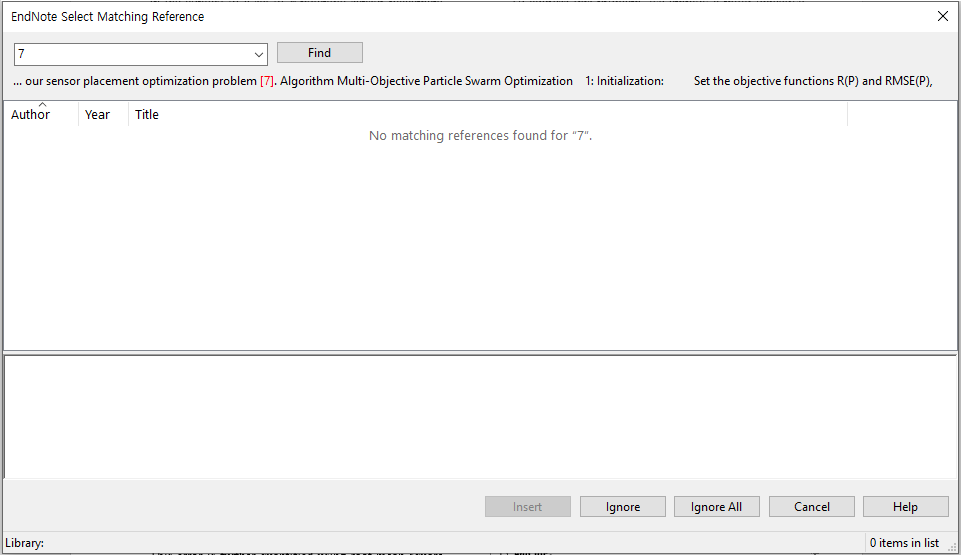 EndNote Select Matching Reference
7 Find
... our sensor placement optimization problem [7]. Algorithm Multi-Objective Particle Swarm Optimization 1: Initialization: Set the objective functions R(P) and RMSE(P),
Author Year Title
No matching references found for "7".
Insert Ignore Ignore All Cancel Help
Library: 0 items in list